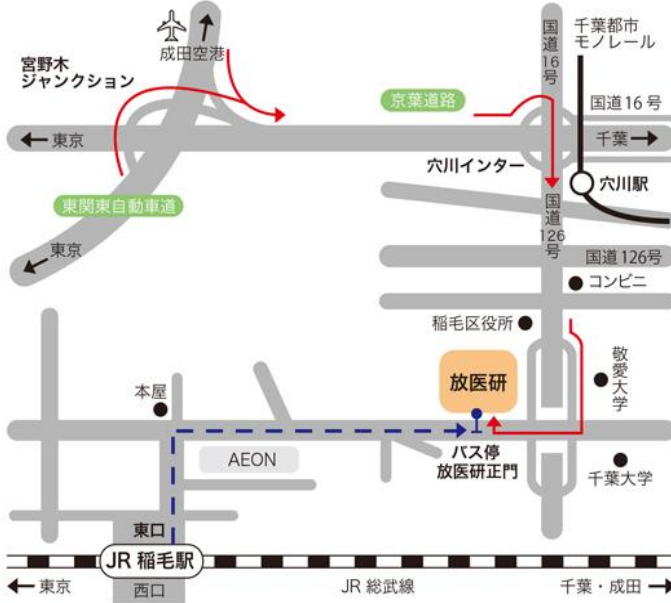 成田空港
宮野木
ジャンクション
国道16号
千葉都市
モノレール
京葉道路
国道16号
東京
千葉
穴川インター
穴川駅
東関東自動車道
国道126号
東京
国道126号
コンビニ
稲毛区役所
敬愛大学
放医研
本屋
AEON
バス停
放医研正門
千葉大学
東口
JR 稲毛駅
西口
東京
JR 総武線
千葉・成田